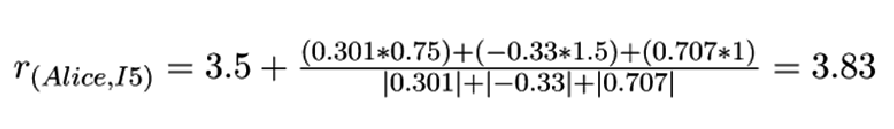 r_{(Alice,I5)} = 3.5 + \frac{(0.301*0.75)+(-0.33*1.5)+(0.707*1)}{|0.301|+|-0.33|+|0.707|} = 3.83